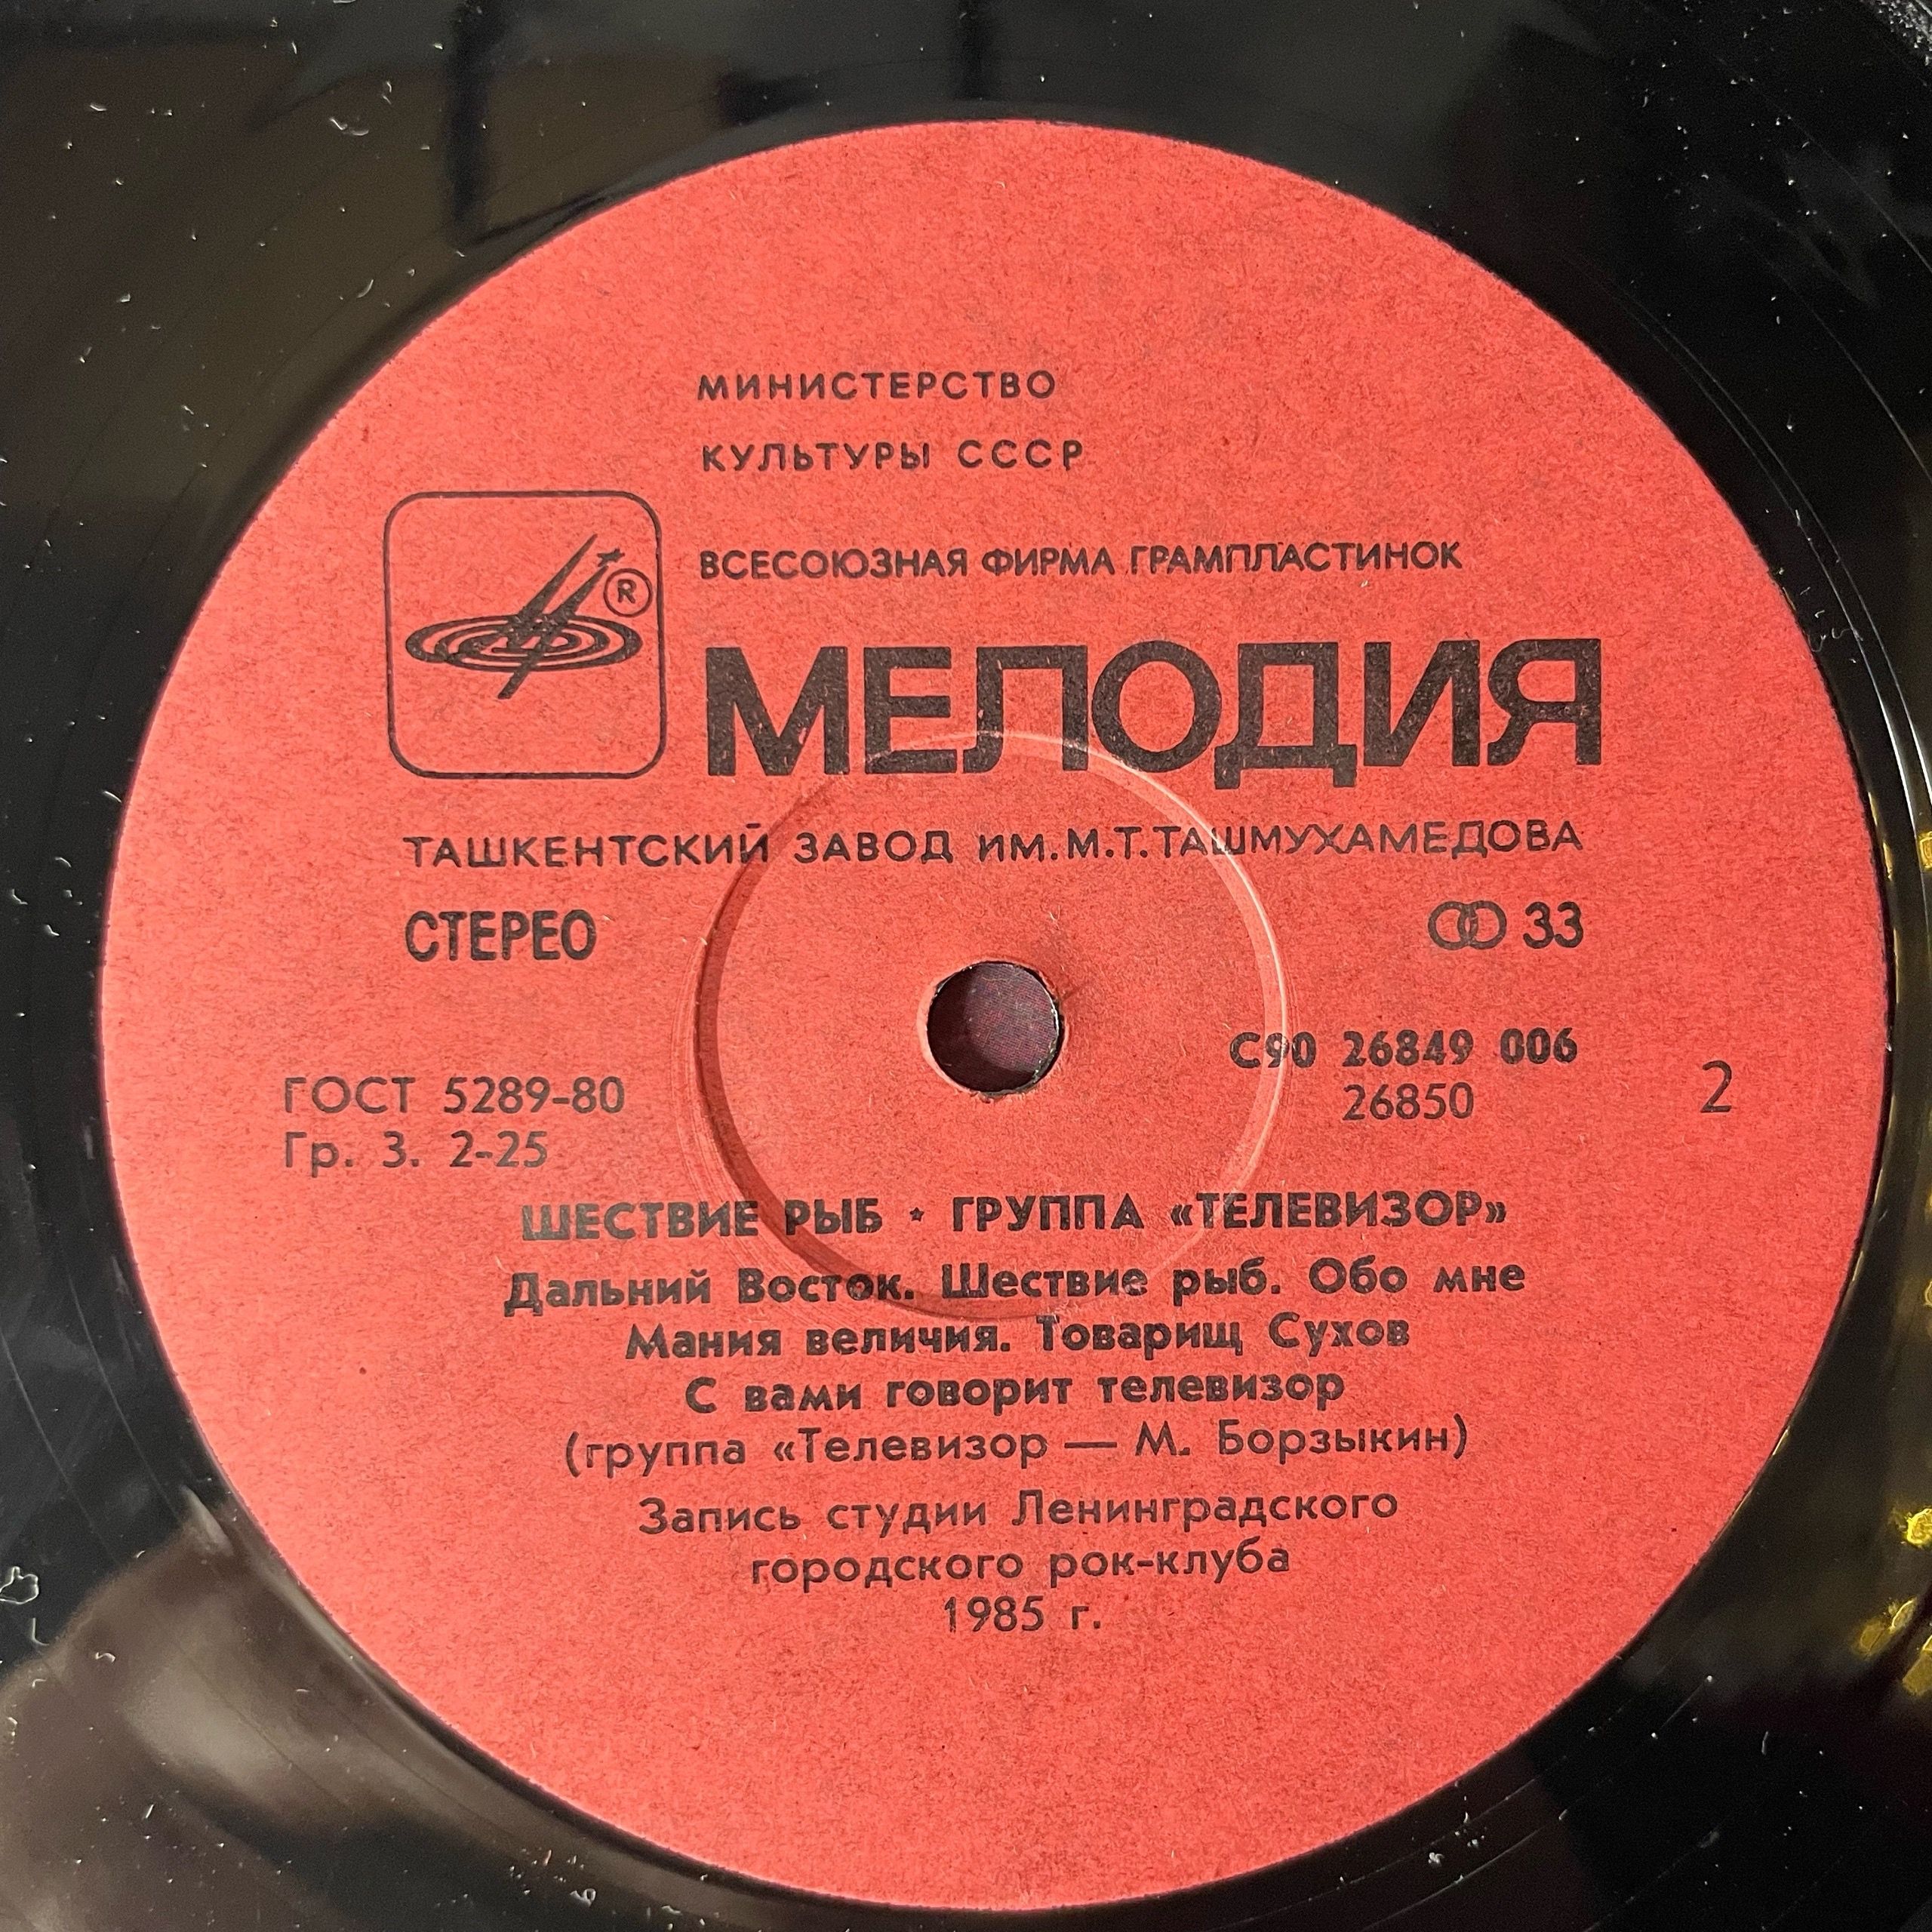 МИНИСТЕРСТВО
КУЛЬТУРЫ СССР
ВСЕСОЮЗНАЯ ФИРМА ГРАМПЛАСТИНОК
®
МЕЛОДИЯ
ТАШКЕНТСКИЙ ЗАВОД ИМ.М.Т.ТАШМУХАМЕДОВА
СТЕРЕО
33
С90 26849 006
26850
2
ГОСТ 5289-80
Гр. 3. 2-25
ШЕСТВИЕ РЫБ ⋆ ГРУППА «ТЕЛЕВИЗОР»
Дальний Восток. Шествие рыб. Обо мне
Мания величия. Товарищ Сухов
С вами говорит телевизор
(группа «Телевизор — М. Борзыкин)
Запись студии Ленинградского
городского рок-клуба
1985 г.